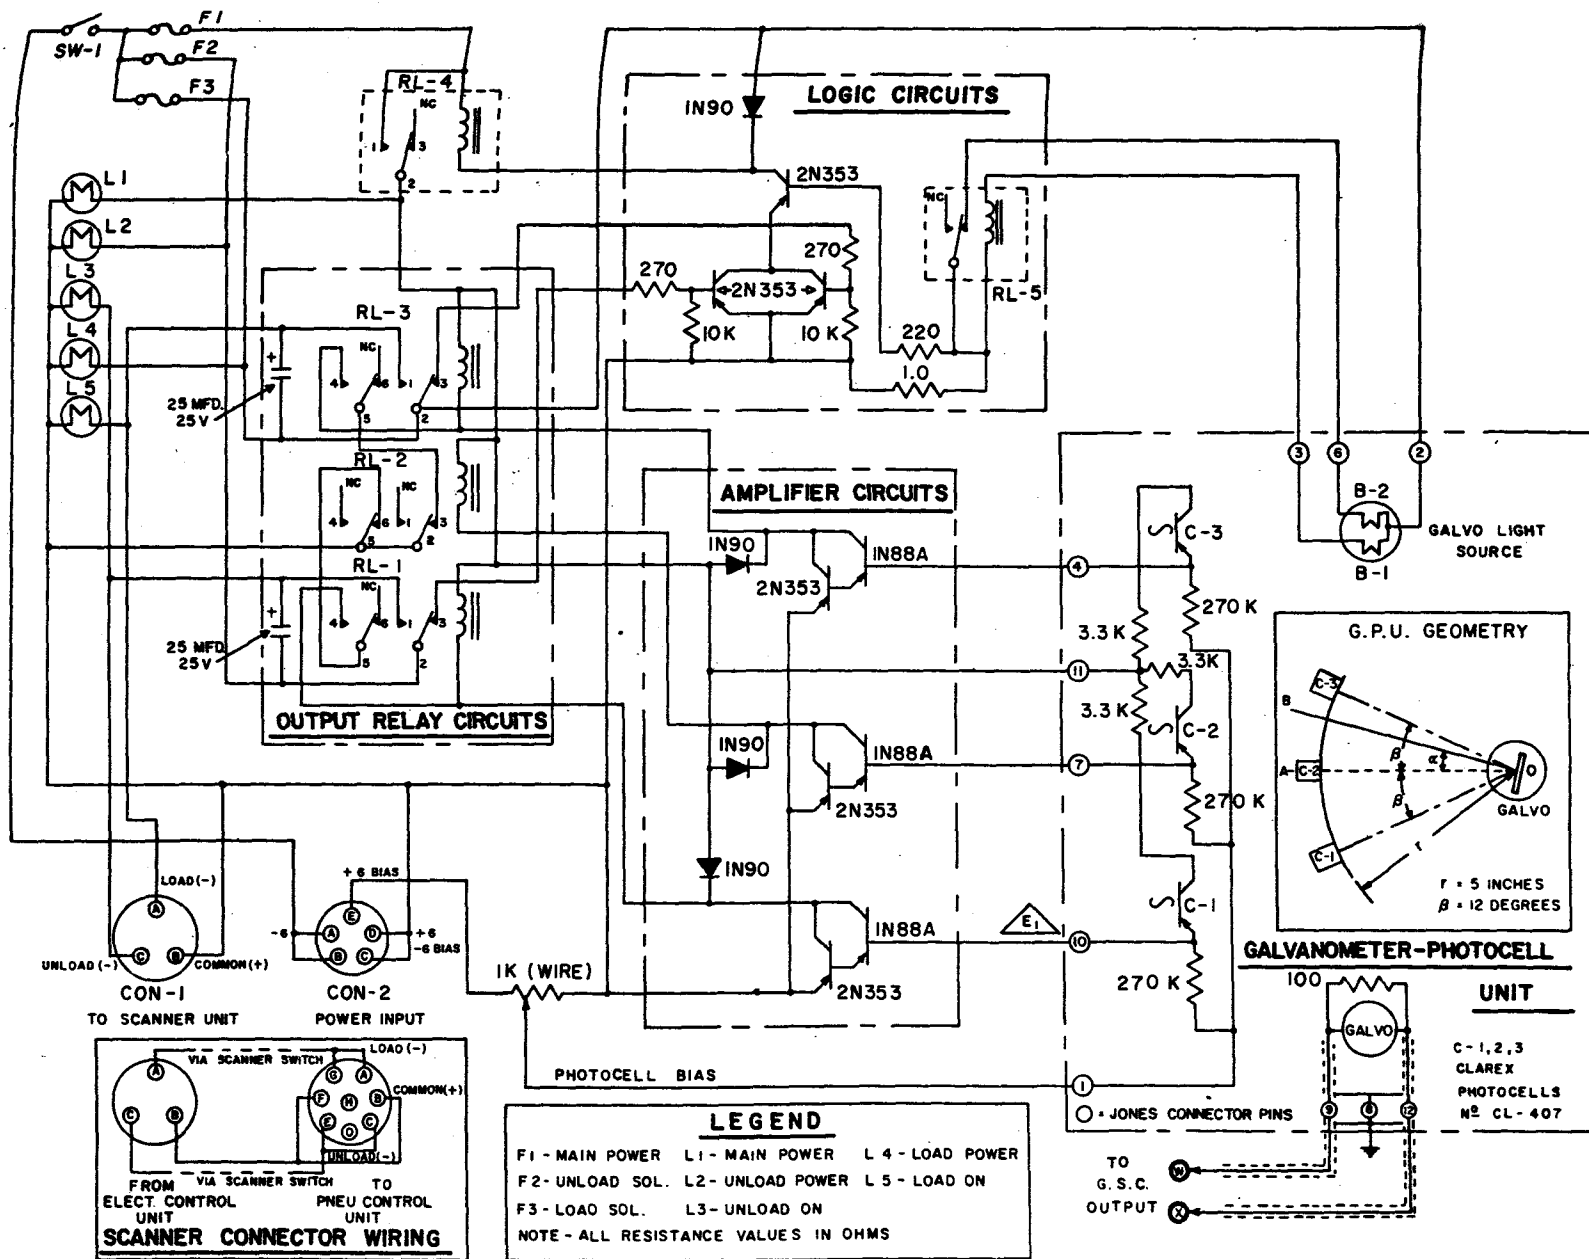 F1
SW-1
F2
F3
RL-4
NC
1
3
2
1N90
LOGIC CIRCUITS
2N353
NC
RL-5
L1
L2
L3
L4
L5
270
270
2N353
10K
10K
220
1.0
RL-3
NC
4
6
1
3
5
2
+
25 MFD.
25V
RL-2
NC
NC
4
6
1
3
5
2
RL-1
NC
4
6
1
3
5
2
+
25 MFD
25V
OUTPUT RELAY CIRCUITS
AMPLIFIER CIRCUITS
1N90
1N88A
2N353
1N90
1N88A
2N353
1N90
1N88A
2N353
3
6
2
B-2
B-1
GALVO LIGHT
SOURCE
C-3
4
270 K
3.3 K
11
3.3K
3.3 K
C-2
7
270 K
C-1
E1
10
270 K
1
G.P.U. GEOMETRY
C-3
B
A
C-2
β
α
β
C-1
r
GALVO
r = 5 INCHES
β = 12 DEGREES
GALVANOMETER-PHOTOCELL
UNIT
100
GALVO
C-1,2,3
CLAREX
PHOTOCELLS
Nº CL-407
9
8
12
TO
G.S.C.
OUTPUT
W
X
LOAD(-)
A
C
B
UNLOAD(-)
COMMON(+)
CON-1
TO SCANNER UNIT
+6 BIAS
E
A
D
B
C
-6
+6
-6 BIAS
CON-2
POWER INPUT
1K (WIRE)
PHOTOCELL BIAS
= JONES CONNECTOR PINS
VIA SCANNER SWITCH
LOAD(-)
A
G
A
COMMON(+)
F
H
B
C
B
E
D
C
UNLOAD(-)
VIA SCANNER SWITCH
FROM
ELECT. CONTROL
UNIT
TO
PNEU CONTROL
UNIT
SCANNER CONNECTOR WIRING
LEGEND
F1 - MAIN POWER L1 - MAIN POWER L4 - LOAD POWER
F2 - UNLOAD SOL. L2 - UNLOAD POWER L5 - LOAD ON
F3 - LOAD SOL. L3 - UNLOAD ON
NOTE - ALL RESISTANCE VALUES IN OHMS